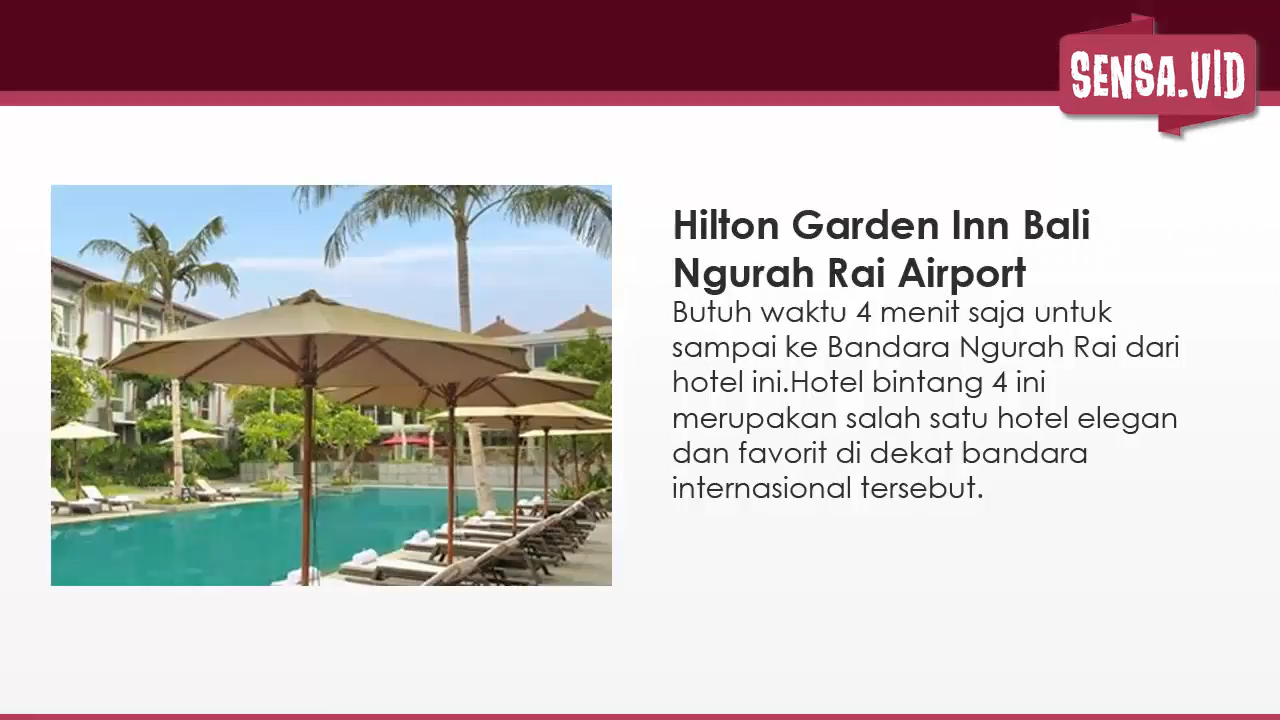 SENSA.VID
Hilton Garden Inn Bali
Ngurah Rai Airport
Butuh waktu 4 menit saja untuk
sampai ke Bandara Ngurah Rai dari
hotel ini.Hotel bintang 4 ini
merupakan salah satu hotel elegan
dan favorit di dekat bandara
internasional tersebut.